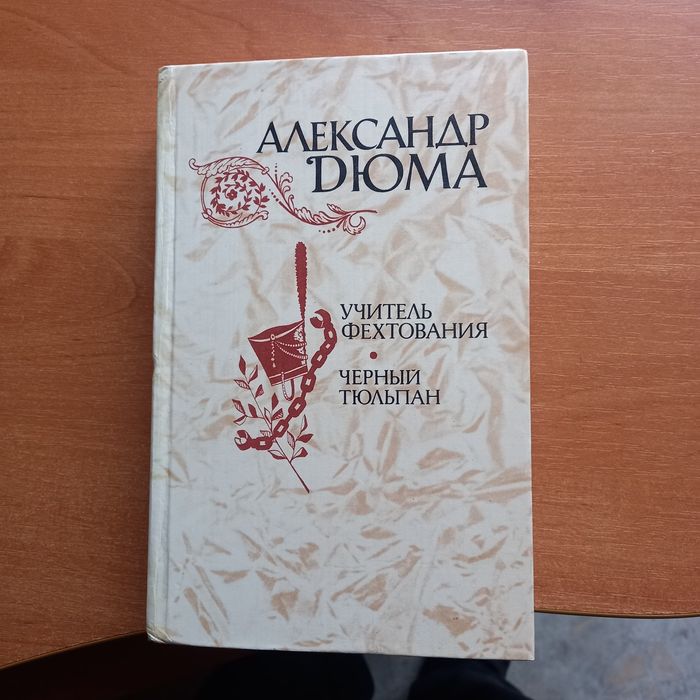 АЛЕКСАНДР
ДЮМА
УЧИТЕЛЬ
ФЕХТОВАНИЯ
•
ЧЕРНЫЙ
ТЮЛЬПАН